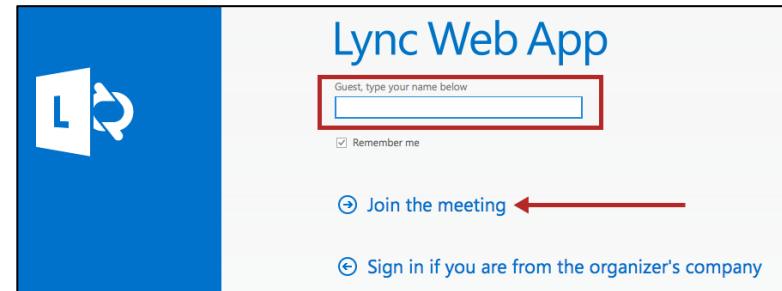 Lync Web App
Guest, type your name below
Remember me
Join the meeting
Sign in if you are from the organizer's company
L